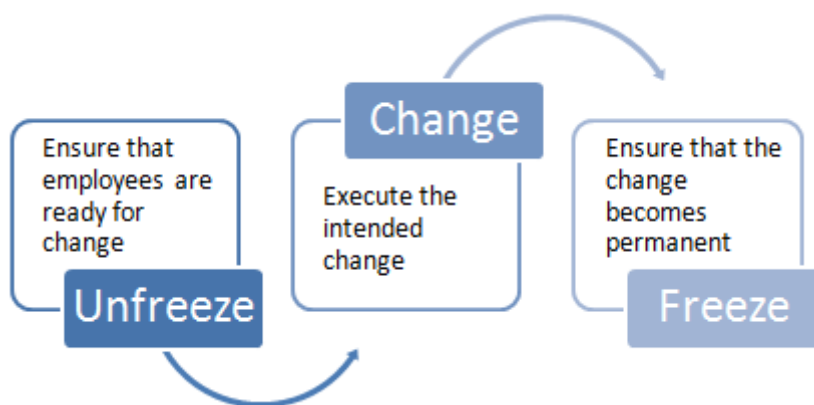 Ensure that
employees are
ready for
change
Unfreeze
Change
Execute the
intended
change
Ensure that the
change
becomes
permanent
Freeze